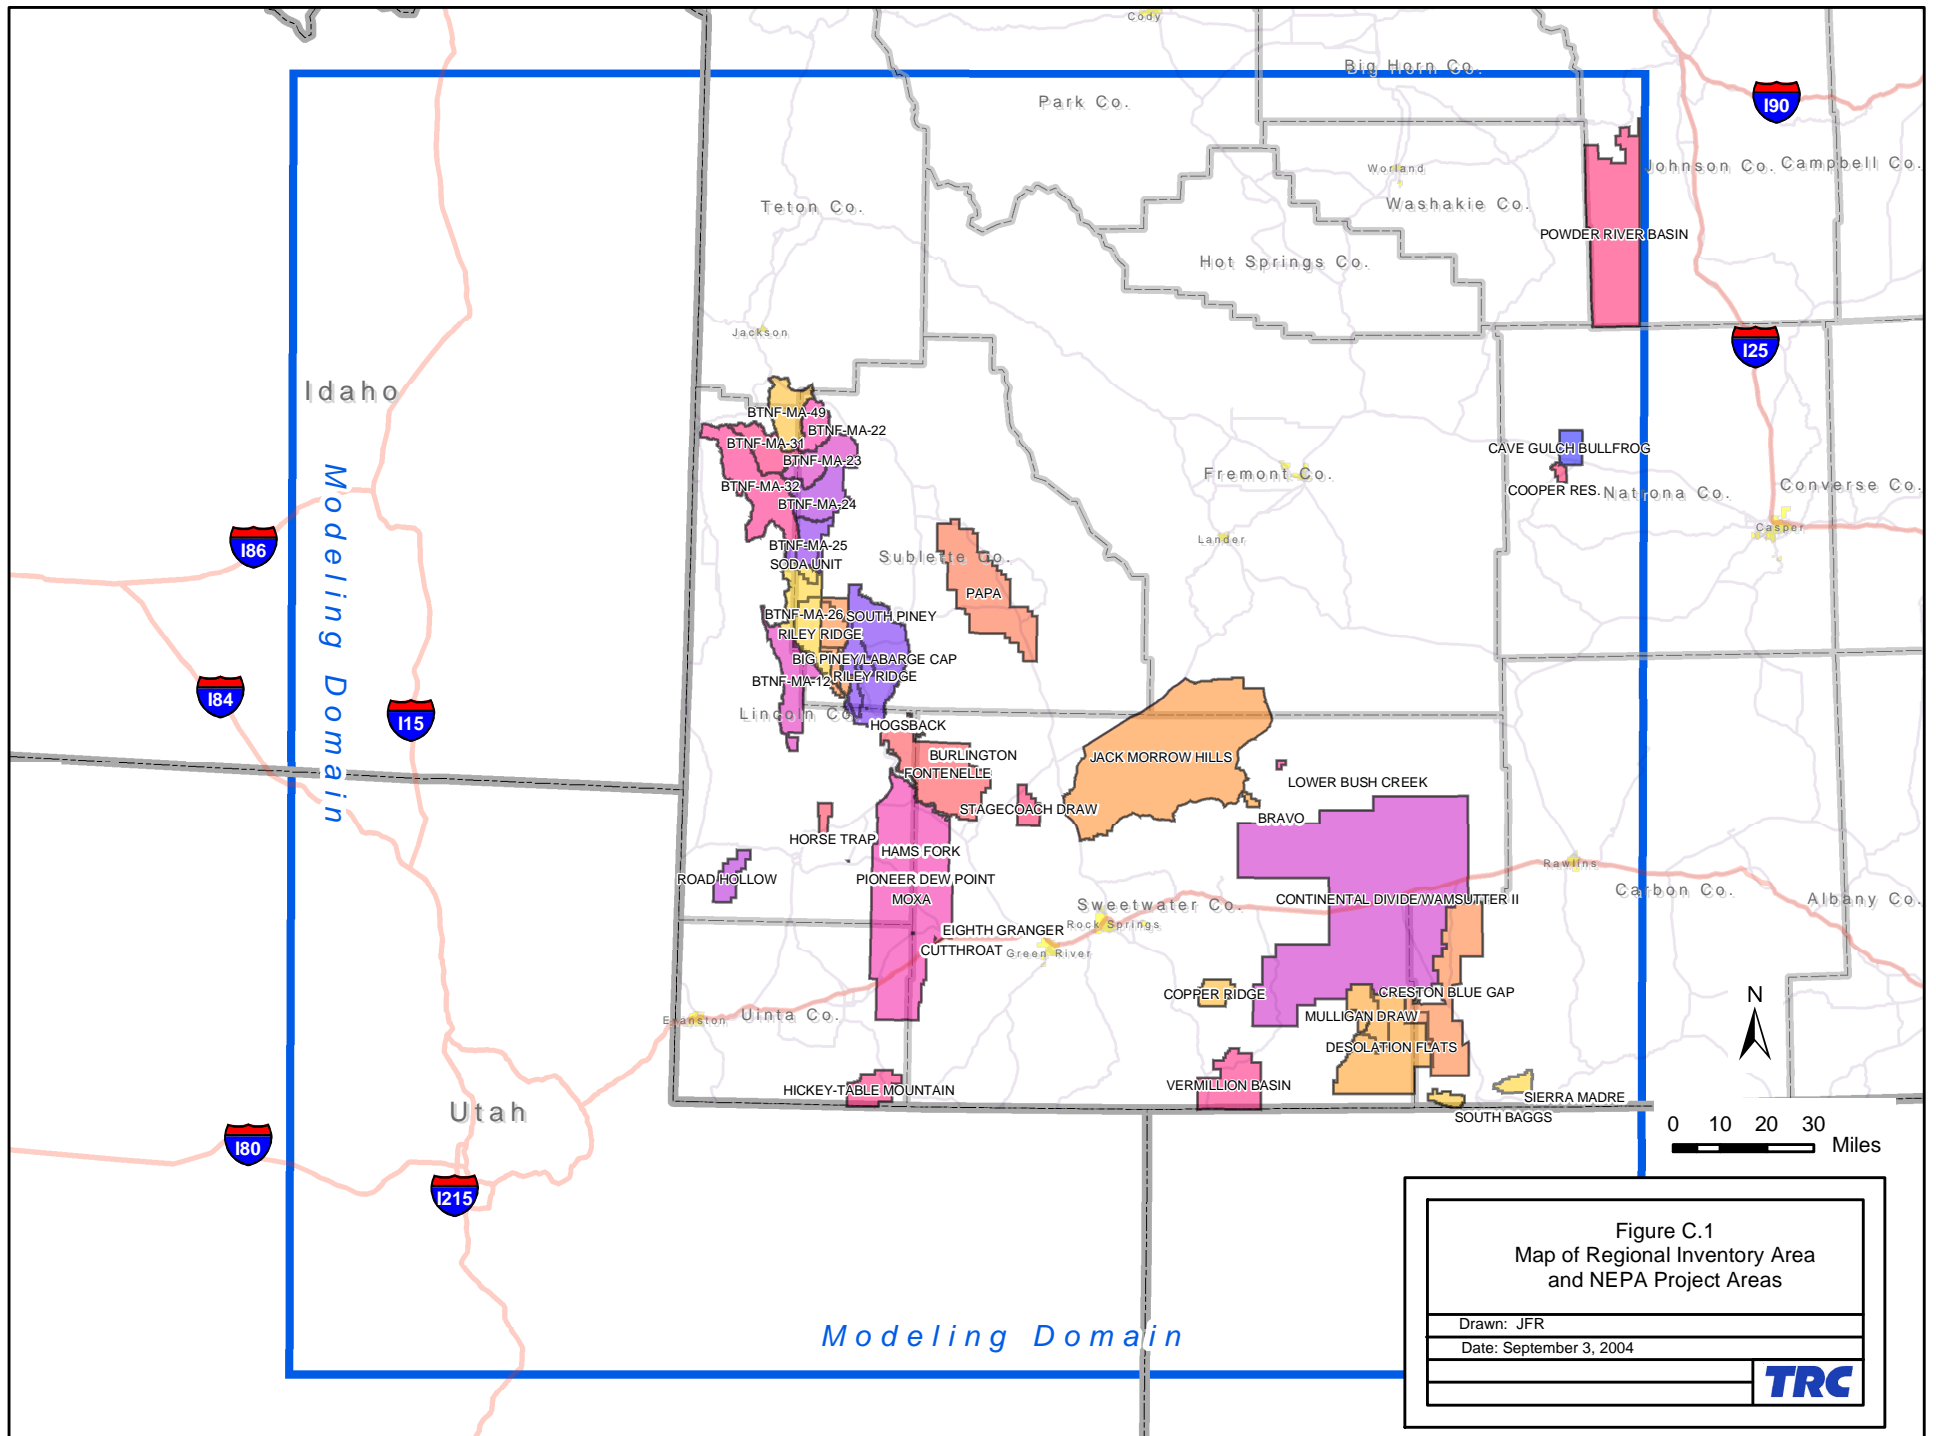 Cody
Big Horn Co.
Park Co.
I90
Worland
Johnson Co.
Campbell Co.
Teton Co.
Washakie Co.
POWDER RIVER BASIN
Hot Springs Co.
Jackson
I25
Idaho
BTNF-MA-49
BTNF-MA-22
BTNF-MA-31
BTNF-MA-23
CAVE GULCH BULLFROG
Fremont Co.
BTNF-MA-32
COOPER RES.
Natrona Co.
Converse Co.
BTNF-MA-24
Casper
Lander
I86
BTNF-MA-25
Sublette Co.
SODA UNIT
PAPA
Modeling Domain
BTNF-MA-26
SOUTH PINEY
RILEY RIDGE
BIG PINEY/LABARGE CAP
RILEY RIDGE
BTNF-MA-12
I84
I15
Lincoln Co.
HOGSBACK
BURLINGTON
JACK MORROW HILLS
FONTENELLE
LOWER BUSH CREEK
STAGECOACH DRAW
BRAVO
HORSE TRAP
HAMS FORK
Rawlins
ROAD HOLLOW
PIONEER DEW POINT
Carbon Co.
MOXA
CONTINENTAL DIVIDE/WAMSUTTER II
Albany Co.
Sweetwater Co.
Rock Springs
EIGHTH GRANGER
CUTTHROAT
Green River
COPPER RIDGE
CRESTON BLUE GAP
N
Evanston
Uinta Co.
MULLIGAN DRAW
DESOLATION FLATS
HICKEY-TABLE MOUNTAIN
VERMILLION BASIN
SIERRA MADRE
SOUTH BAGGS
Utah
0 10 20 30
Miles
I80
I215
Modeling Domain
Figure C.1
Map of Regional Inventory Area
and NEPA Project Areas
Drawn: JFR
Date: September 3, 2004
TRC